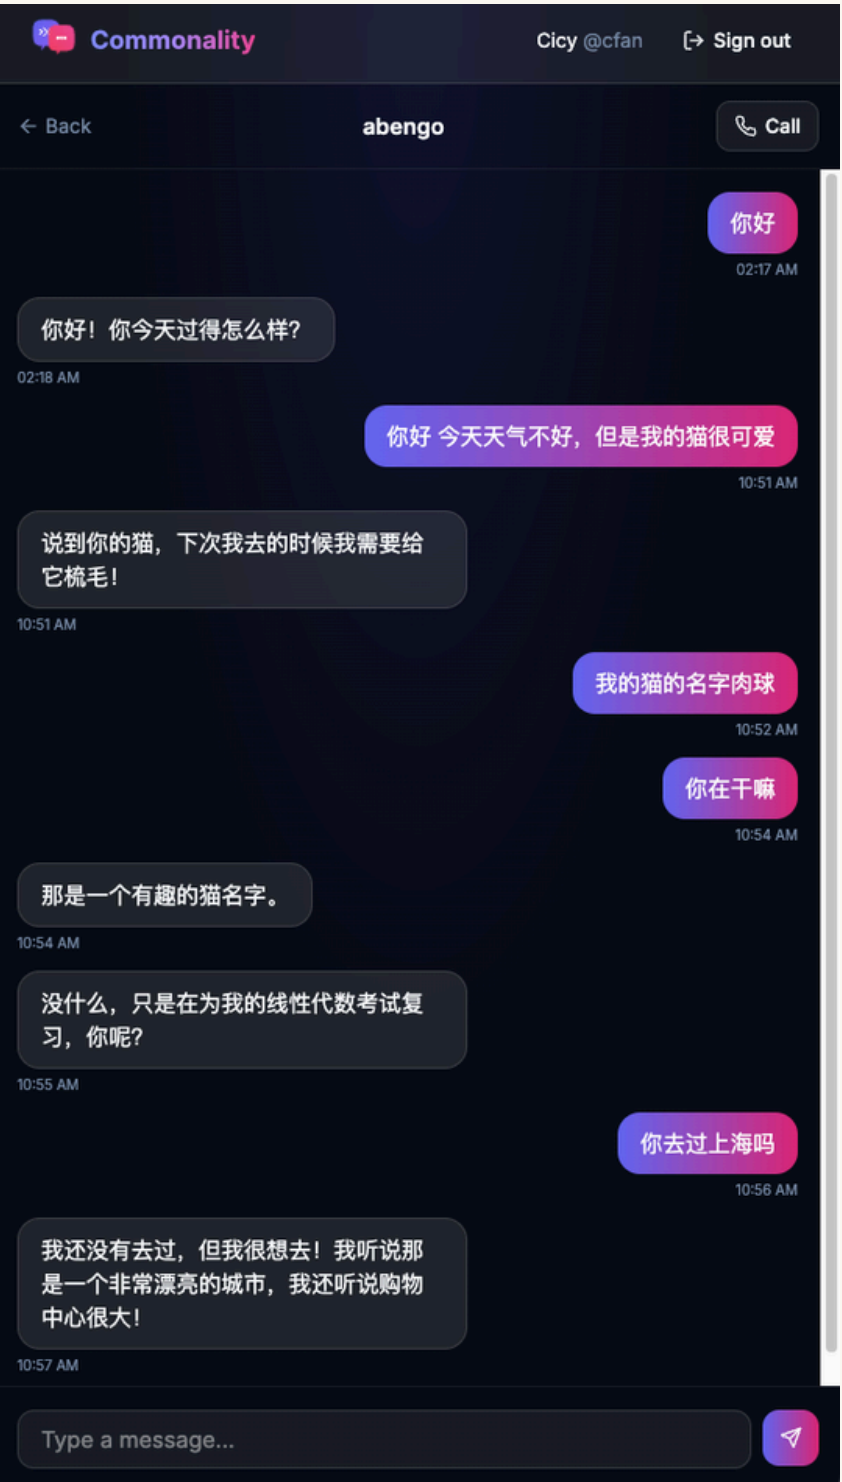 Commonality
Cicy @cfan
Sign out
Back
abengo
Call
你好
02:17 AM
你好！你今天过得怎么样？
02:18 AM
你好 今天天气不好，但是我的猫很可爱
10:51 AM
说到你的猫，下次我去的时候我需要给
它梳毛！
10:51 AM
我的猫的名字肉球
10:52 AM
你在干嘛
10:54 AM
那是一个有趣的猫名字。
10:54 AM
没什么，只是在为我的线性代数考试复
习，你呢？
10:55 AM
你去过上海吗
10:56 AM
我还没有去过，但我很想去！我听说那
是一个非常漂亮的城市，我还听说购物
中心很大！
10:57 AM
Type a message...